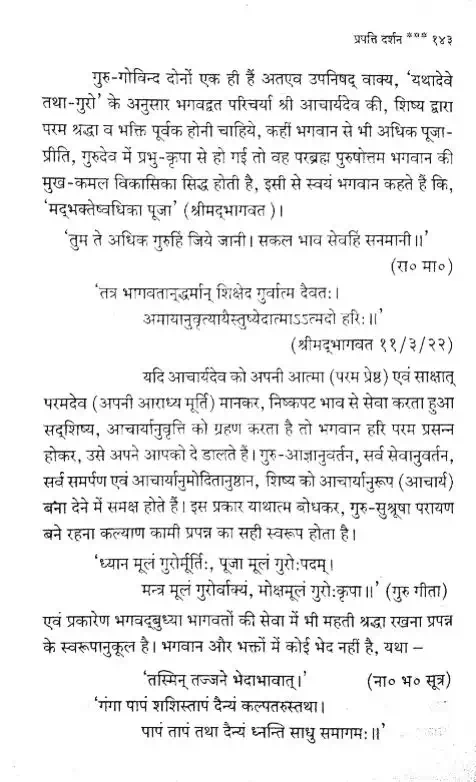 प्रपत्ति दर्शन *** १४३
गुरु-गोविन्द दोनों एक ही हैं अतएव उपनिषद् वाक्य, 'यथादेवे
तथा-गुरो' के अनुसार भगवद्वत परिचर्या श्री आचार्यदेव की, शिष्य द्वारा
परम श्रद्धा व भक्ति पूर्वक होनी चाहिये, कहीं भगवान से भी अधिक पूजा-
प्रीति, गुरुदेव में प्रभु-कृपा से हो गई तो वह परब्रह्म पुरुषोत्तम भगवान की
मुख-कमल विकासिका सिद्ध होती है, इसी से स्वयं भगवान कहते हैं कि,
'मद्भक्तेष्वधिका पूजा' (श्रीमद्भागवत)।
'तुम ते अधिक गुरुहिं जिये जानी। सकल भाव सेवहिं सनमानी॥'
(रा० मा०)
'तत्र भागवतान्द्धर्मान् शिक्षेद गुर्वात्म दैवतः।
अमायानुवृत्यायैस्तुष्येदात्माऽऽत्मदो हरिः॥'
(श्रीमद्भागवत ११/३/२२)
यदि आचार्यदेव को अपनी आत्मा (परम प्रेष्ठ) एवं साक्षात्
परमदेव (अपनी आराध्य मूर्ति) मानकर, निष्कपट भाव से सेवा करता हुआ
सद्शिष्य, आचार्यानुवृत्ति को ग्रहण करता है तो भगवान हरि परम प्रसन्न
होकर, उसे अपने आपको दे डालते हैं। गुरु-आज्ञानुवर्तन, सर्व सेवानुवर्तन,
सर्व समर्पण एवं आचार्यानुमोदितानुष्ठान, शिष्य को आचार्यानुरूप (आचार्य)
बना देने में समक्ष होते हैं। इस प्रकार याथात्म बोधकर, गुरु-सुश्रूषा परायण
बने रहना कल्याण कामी प्रपन्न का सही स्वरूप होता है।
'ध्यान मूलं गुरोर्मूर्तिः, पूजा मूलं गुरोःपदम्।
मन्त्र मूलं गुरोर्वाक्यं, मोक्षमूलं गुरोःकृपा॥' (गुरु गीता)
एवं प्रकारेण भगवद्बुध्या भागवतों की सेवा में भी महती श्रद्धा रखना प्रपन्न
के स्वरूपानुकूल है। भगवान और भक्तों में कोई भेद नहीं है, यथा –
'तस्मिन् तज्जने भेदाभावात्।' (ना० भ० सूत्र)
'गंगा पापं शशिस्तापं दैन्यं कल्पतरुस्तथा।
पापं तापं तथा दैन्यं ध्नन्ति साधु समागमः॥'